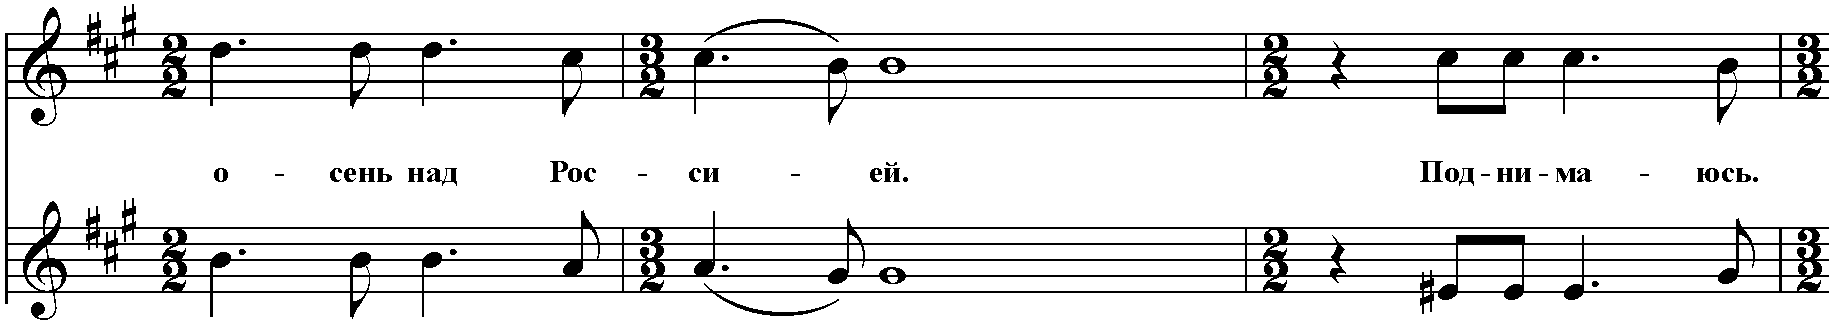 о - сень над Рос - си - ей. Под - ни - ма - юсь.